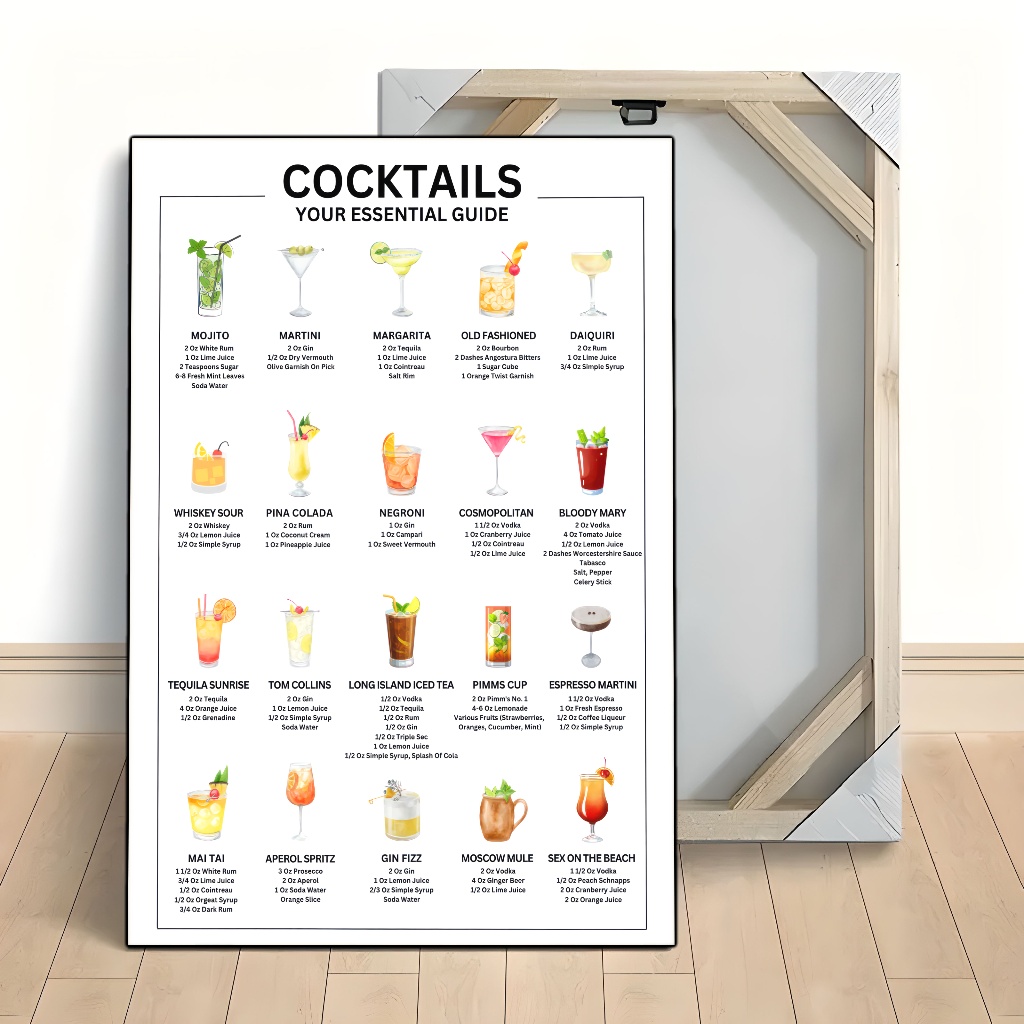 COCKTAILS
YOUR ESSENTIAL GUIDE
MOJITO
2 Oz White Rum
1 Oz Lime Juice
2 Teaspoons Sugar
6-8 Fresh Mint Leaves
Soda Water
MARTINI
2 Oz Gin
1/2 Oz Dry Vermouth
Olive Garnish On Pick
MARGARITA
2 Oz Tequila
1 Oz Lime Juice
1 Oz Cointreau
Salt Rim
OLD FASHIONED
2 Oz Bourbon
2 Dashes Angostura Bitters
1 Sugar Cube
1 Orange Twist Garnish
DAIQUIRI
2 Oz Rum
1 Oz Lime Juice
3/4 Oz Simple Syrup
WHISKEY SOUR
2 Oz Whiskey
3/4 Oz Lemon Juice
1/2 Oz Simple Syrup
PINA COLADA
2 Oz Rum
1 Oz Coconut Cream
1 Oz Pineapple Juice
NEGRONI
1 Oz Gin
1 Oz Campari
1 Oz Sweet Vermouth
COSMOPOLITAN
1 1/2 Oz Vodka
1 Oz Cranberry Juice
1/2 Oz Cointreau
1/2 Oz Lime Juice
BLOODY MARY
2 Oz Vodka
4 Oz Tomato Juice
1/2 Oz Lemon Juice
2 Dashes Worcestershire Sauce
Tabasco
Salt, Pepper
Celery Stick
TEQUILA SUNRISE
2 Oz Tequila
4 Oz Orange Juice
1/2 Oz Grenadine
TOM COLLINS
2 Oz Gin
1 Oz Lemon Juice
1/2 Oz Simple Syrup
Soda Water
LONG ISLAND ICED TEA
1/2 Oz Vodka
1/2 Oz Tequila
1/2 Oz Rum
1/2 Oz Gin
1/2 Oz Triple Sec
1 Oz Lemon Juice
1/2 Oz Simple Syrup, Splash Of Cola
PIMMS CUP
2 Oz Pimm's No. 1
4-6 Oz Lemonade
Various Fruits (Strawberries,
Oranges, Cucumber, Mint)
ESPRESSO MARTINI
1 1/2 Oz Vodka
1 Oz Fresh Espresso
1/2 Oz Coffee Liqueur
1/2 Oz Simple Syrup
MAI TAI
1 1/2 Oz White Rum
3/4 Oz Lime Juice
1/2 Oz Cointreau
1/2 Oz Orgeat Syrup
3/4 Oz Dark Rum
APEROL SPRITZ
3 Oz Prosecco
2 Oz Aperol
1 Oz Soda Water
Orange Slice
GIN FIZZ
2 Oz Gin
1 Oz Lemon Juice
2/3 Oz Simple Syrup
Soda Water
MOSCOW MULE
2 Oz Vodka
4 Oz Ginger Beer
1/2 Oz Lime Juice
SEX ON THE BEACH
1 1/2 Oz Vodka
1/2 Oz Peach Schnapps
2 Oz Cranberry Juice
2 Oz Orange Juice